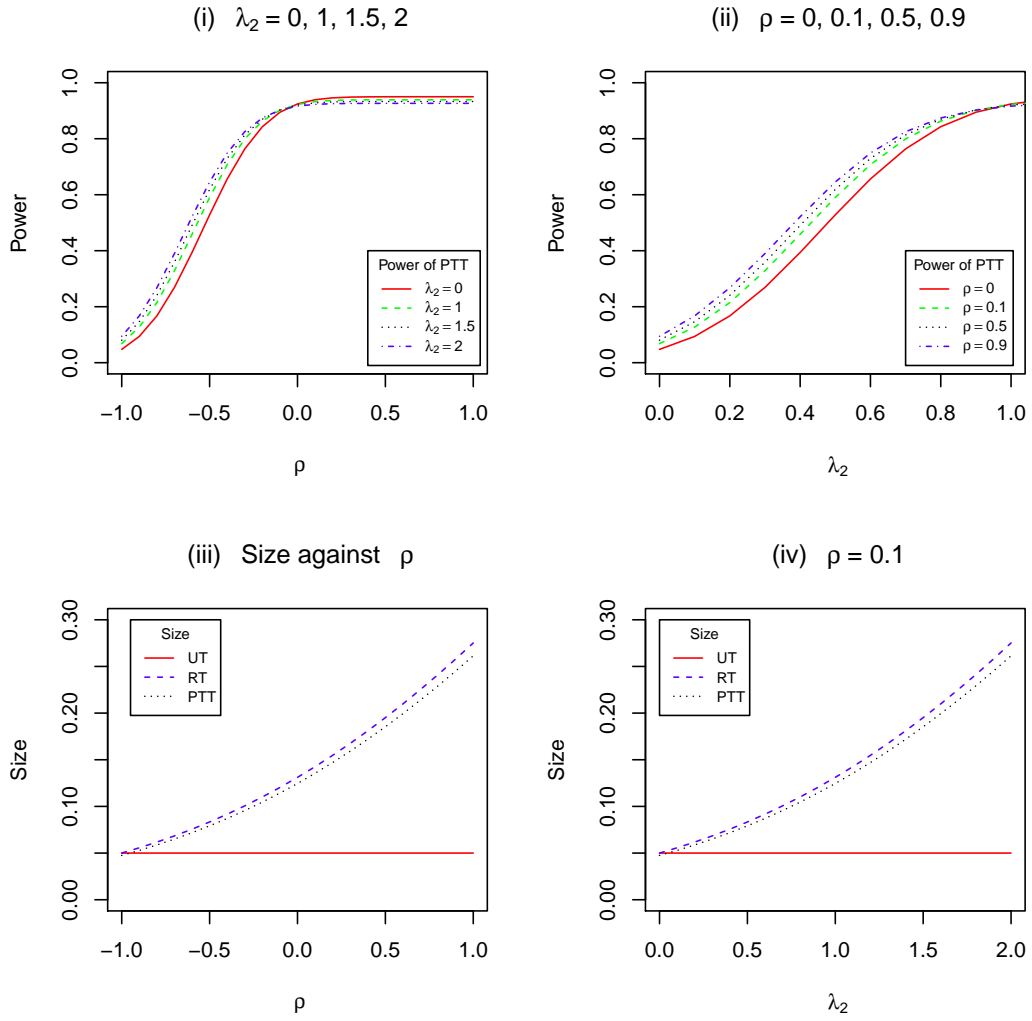 (i) λ₂ = 0, 1, 1.5, 2
Power
0.0 0.2 0.4 0.6 0.8 1.0
Power of PTT
λ₂ = 0
λ₂ = 1
λ₂ = 1.5
λ₂ = 2
−1.0 −0.5 0.0 0.5 1.0
ρ
(ii) ρ = 0, 0.1, 0.5, 0.9
Power
0.0 0.2 0.4 0.6 0.8 1.0
Power of PTT
ρ = 0
ρ = 0.1
ρ = 0.5
ρ = 0.9
0.0 0.2 0.4 0.6 0.8 1.0
λ₂
(iii) Size against ρ
Size
0.00 0.10 0.20 0.30
Size
UT
RT
PTT
−1.0 −0.5 0.0 0.5 1.0
ρ
(iv) ρ = 0.1
Size
0.00 0.10 0.20 0.30
Size
UT
RT
PTT
0.0 0.5 1.0 1.5 2.0
λ₂